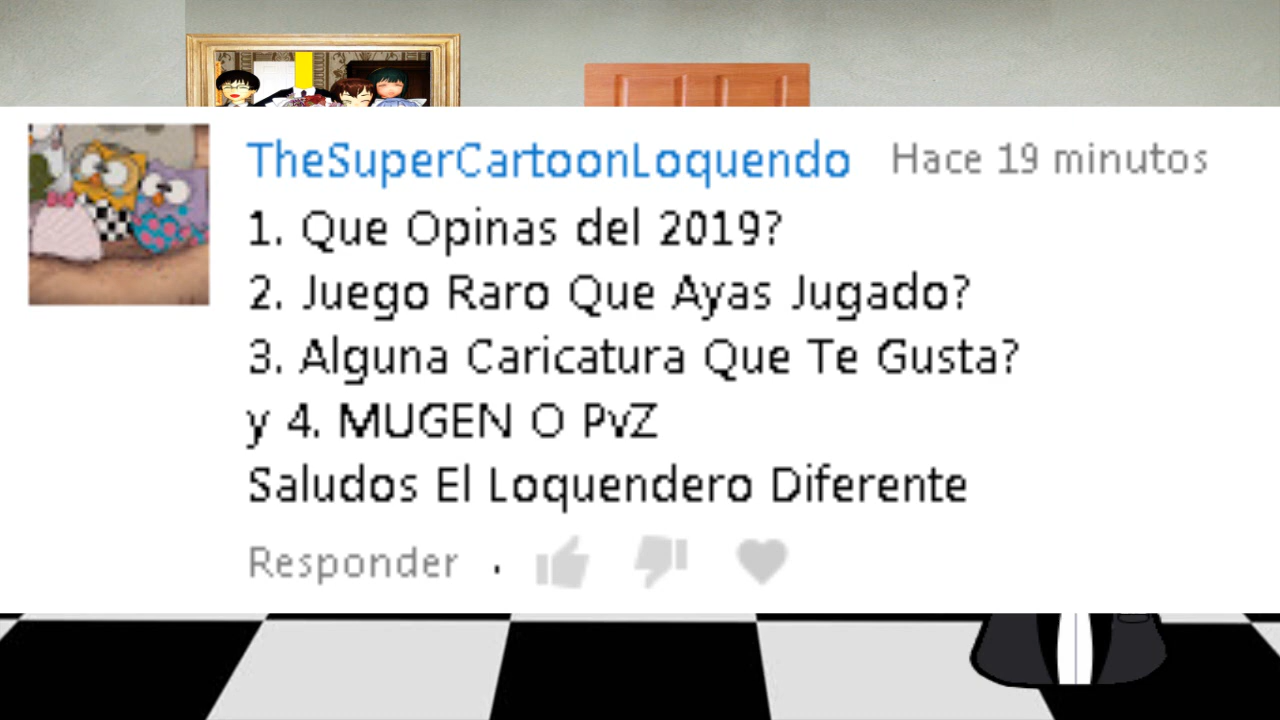 TheSuperCartoonLoquendo Hace 19 minutos
1. Que Opinas del 2019?
2. Juego Raro Que Ayas Jugado?
3. Alguna Caricatura Que Te Gusta?
y 4. MUGEN O PvZ
Saludos El Loquendero Diferente
Responder .